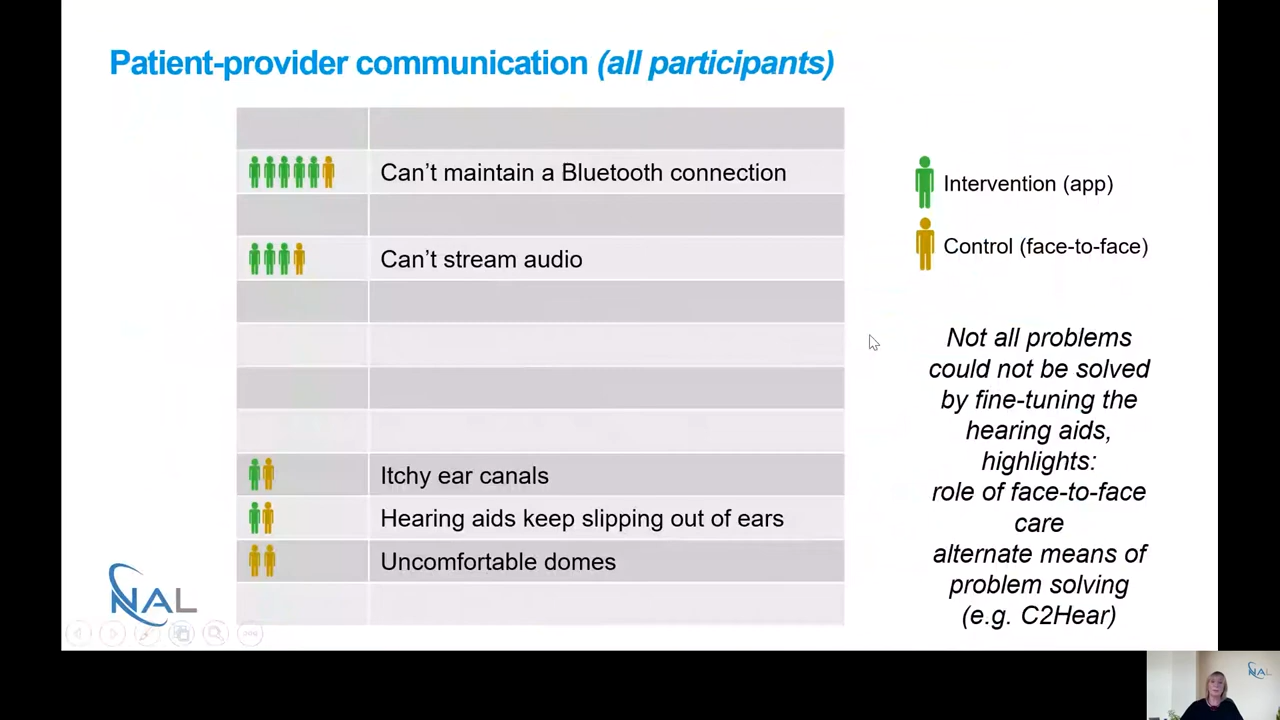 Patient-provider communication (all participants)
Can't maintain a Bluetooth connection
Can't stream audio
Itchy ear canals
Hearing aids keep slipping out of ears
Uncomfortable domes
Intervention (app)
Control (face-to-face)
Not all problems
could not be solved
by fine-tuning the
hearing aids,
highlights:
role of face-to-face
care
alternate means of
problem solving
(e.g. C2Hear)
NAL
NAL